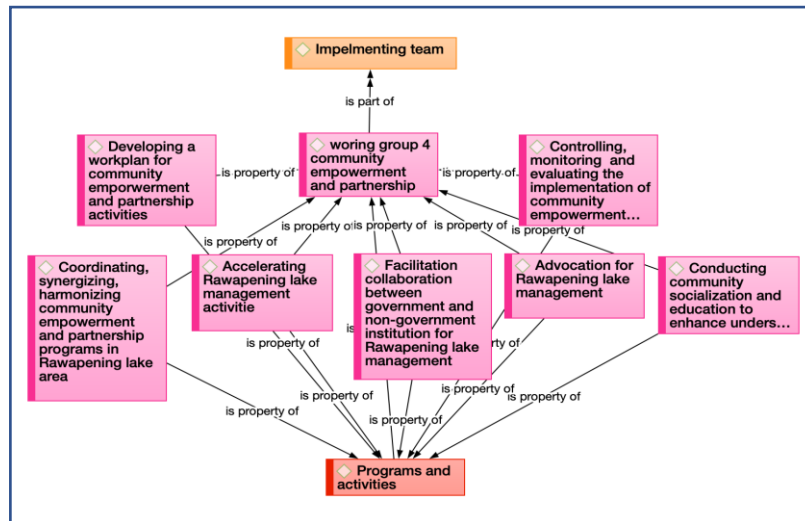 Impelmenting team
is part of
Developing a
workplan for
community
emporwerment and
partnership
activities
is property of
woring group 4
community
empowerment
and partnership
is property of
Controlling,
monitoring and
evaluating the
implementation of
community
empowerment...
is property of
is property of
is property of
is property of
is property of
Coordinating,
synergizing,
harmonizing
community
empowerment
and partnership
programs in
Rawapening lake
area
Accelerating
Rawapening lake
management
activitie
Facilitation
collaboration
between
government and
non-government
institution for
Rawapening lake
management
Advocation for
Rawapening lake
management
Conducting
community
socialization and
education to
enhance unders...
is property of
is property of
is property of
is property of
is property of
is property of
is property of
Programs and
activities